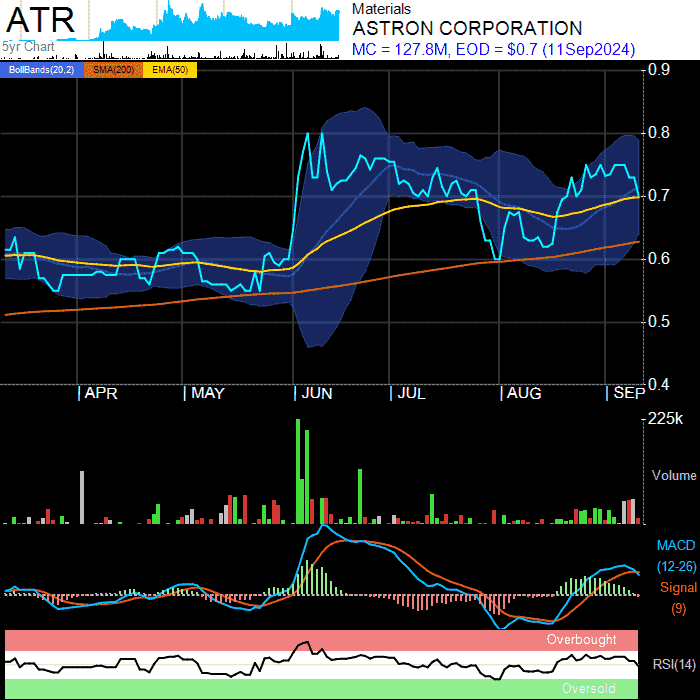 ATR
5yr Chart
Materials
ASTRON CORPORATION
MC = 127.8M, EOD = $0.7 (11Sep2024)
BollBands(20,2) SMA(200) EMA(50)
0.9
0.8
0.7
0.6
0.5
0.4
APR MAY JUN JUL AUG SEP
225k
Volume
MACD
(12-26)
Signal
(9)
Overbought
RSI(14)
Oversold